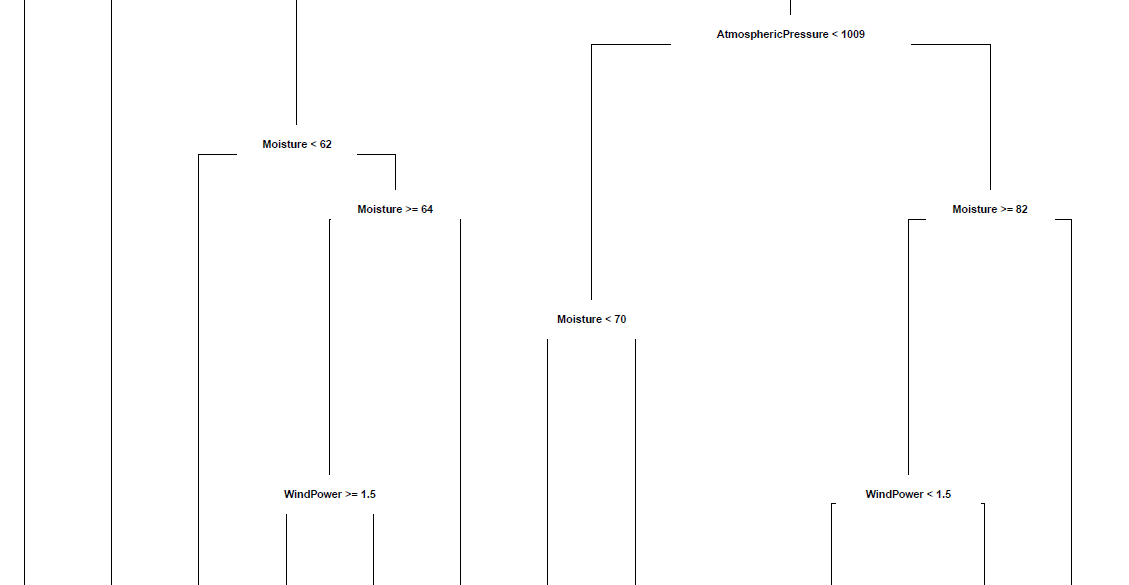 AtmosphericPressure < 1009
Moisture < 62
Moisture >= 64
Moisture >= 82
Moisture < 70
WindPower >= 1.5
WindPower < 1.5